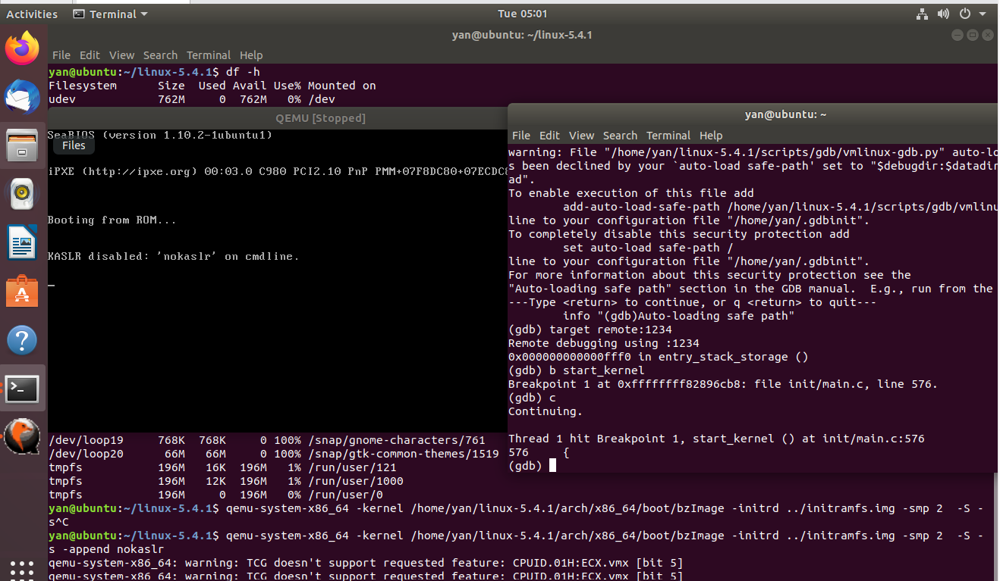 Activities Terminal Tue 05:01
yan@ubuntu: ~/linux-5.4.1
File Edit View Search Terminal Help
yan@ubuntu:~/linux-5.4.1$ df -h
Filesystem Size Used Avail Use% Mounted on
udev 762M 0 762M 0% /dev
QEMU [Stopped]
SeaBIOS (version 1.10.2-1ubuntu1)
Files
iPXE (http://ipxe.org) 00:03.0 C980 PCI2.10 PnP PMM+07F8DC80+07ECDC8
Booting from ROM...
KASLR disabled: 'nokaslr' on cmdline.
yan@ubuntu: ~
File Edit View Search Terminal Help
warning: File "/home/yan/linux-5.4.1/scripts/gdb/vmlinux-gdb.py" auto-lo
s been declined by your `auto-load safe-path' set to "$debugdir:$datadir
ad".
To enable execution of this file add
add-auto-load-safe-path /home/yan/linux-5.4.1/scripts/gdb/vmlinu
line to your configuration file "/home/yan/.gdbinit".
To completely disable this security protection add
set auto-load safe-path /
line to your configuration file "/home/yan/.gdbinit".
For more information about this security protection see the
"Auto-loading safe path" section in the GDB manual.  E.g., run from the
---Type <return> to continue, or q <return> to quit---
info "(gdb)Auto-loading safe path"
(gdb) target remote:1234
Remote debugging using :1234
0x000000000000fff0 in entry_stack_storage ()
(gdb) b start_kernel
Breakpoint 1 at 0xffffffff82896cb8: file init/main.c, line 576.
(gdb) c
Continuing.
Thread 1 hit Breakpoint 1, start_kernel () at init/main.c:576
576 {
(gdb)
/dev/loop19 768K 768K 0 100% /snap/gnome-characters/761
/dev/loop20 66M 66M 0 100% /snap/gtk-common-themes/1519
tmpfs 196M 16K 196M 1% /run/user/121
tmpfs 196M 12K 196M 1% /run/user/1000
tmpfs 196M 0 196M 0% /run/user/0
yan@ubuntu:~/linux-5.4.1$ qemu-system-x86_64 -kernel /home/yan/linux-5.4.1/arch/x86_64/boot/bzImage -initrd ../initramfs.img -smp 2  -S -
s^C
yan@ubuntu:~/linux-5.4.1$ qemu-system-x86_64 -kernel /home/yan/linux-5.4.1/arch/x86_64/boot/bzImage -initrd ../initramfs.img -smp 2  -S -
s -append nokaslr
qemu-system-x86_64: warning: TCG doesn't support requested feature: CPUID.01H:ECX.vmx [bit 5]
qemu-system-x86_64: warning: TCG doesn't support requested feature: CPUID.01H:ECX.vmx [bit 5]